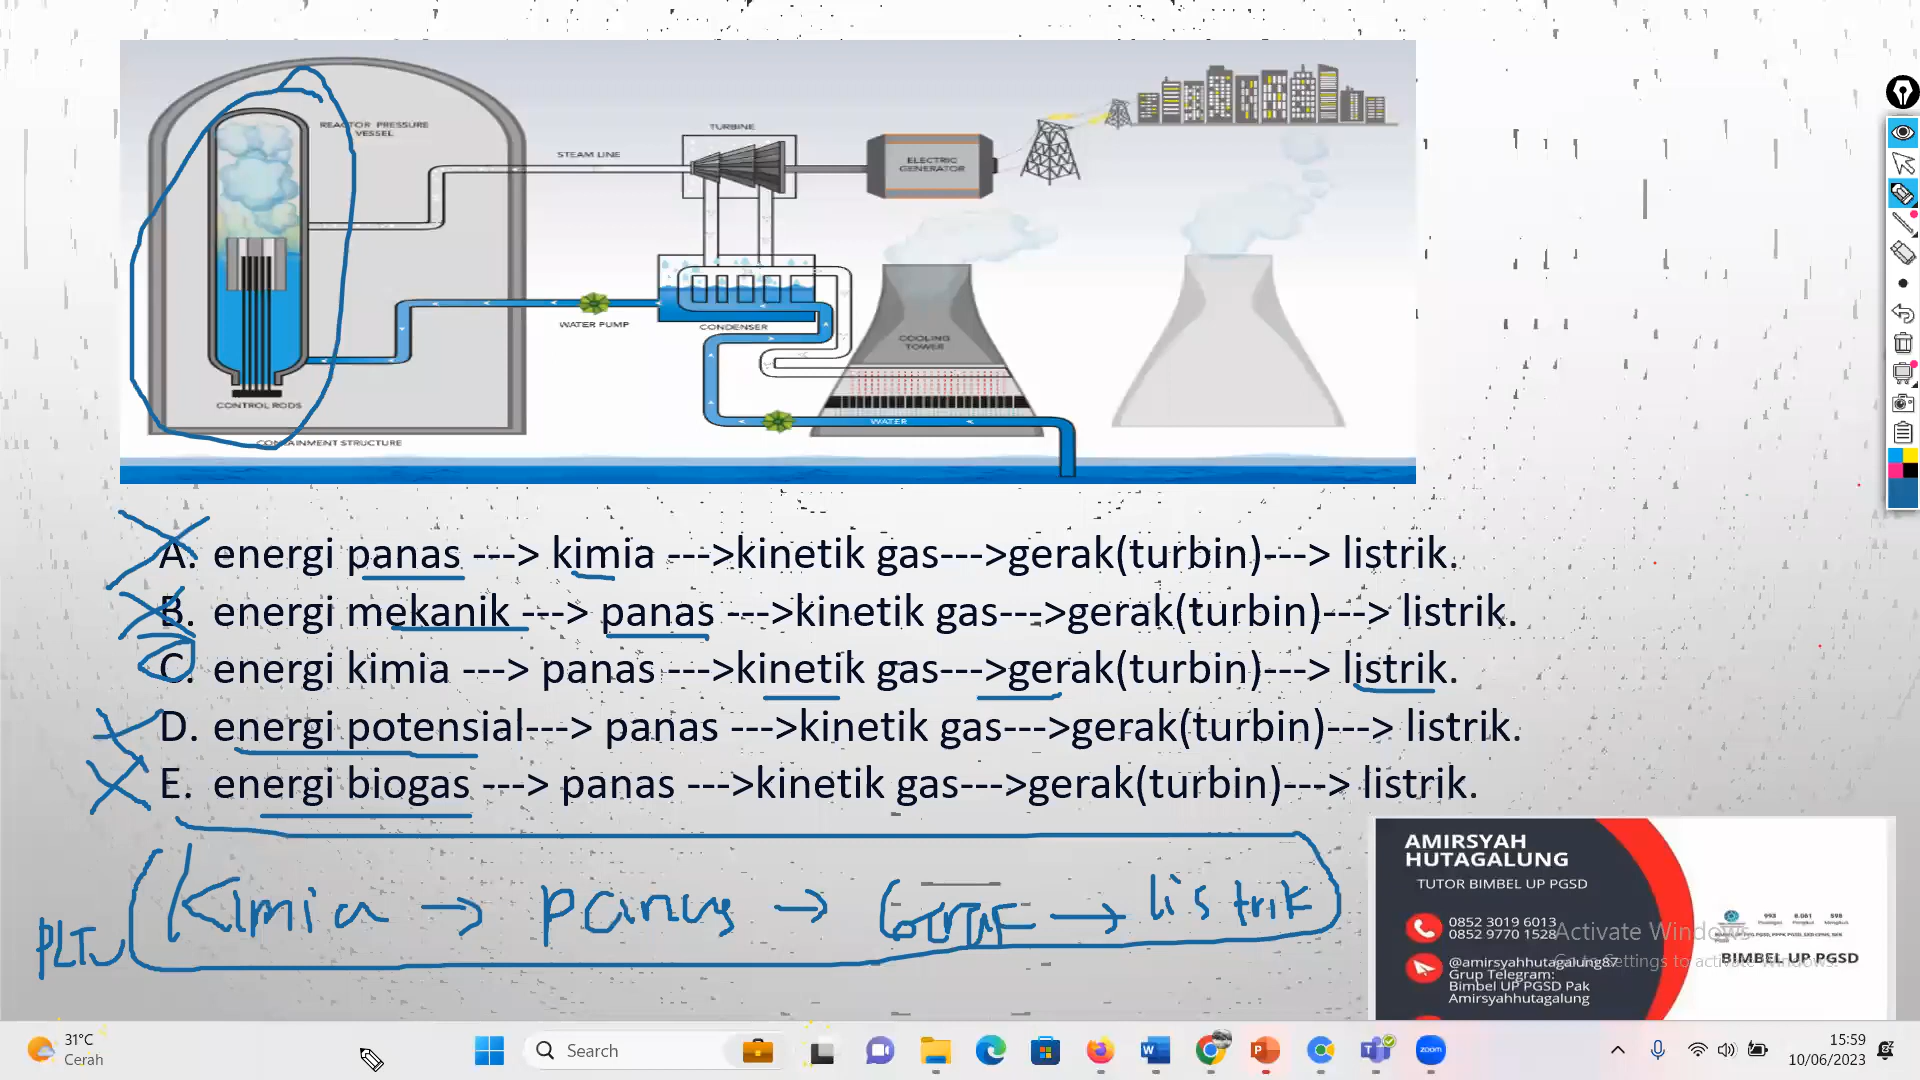 REACTOR PRESSURE
VESSEL
STEAM LINE
TURBINE
ELECTRIC
GENERATOR
WATER PUMP
CONDENSER
COOLING
TOWER
WATER
CONTROL RODS
CONTAINMENT STRUCTURE
A. energi panas ---> kimia --->kinetik gas--->gerak(turbin)---> listrik.
B. energi mekanik ---> panas --->kinetik gas--->gerak(turbin)---> listrik.
C. energi kimia ---> panas --->kinetik gas--->gerak(turbin)---> listrik.
D. energi potensial---> panas --->kinetik gas--->gerak(turbin)---> listrik.
E. energi biogas ---> panas --->kinetik gas--->gerak(turbin)---> listrik.
PLTU Kimia → panas → Gerak → listrik
AMIRSYAH
HUTAGALUNG
TUTOR BIMBEL UP PGSD
0852 3019 6013
0852 9770 1528
@amirsyahhutagalung87
Grup Telegram:
Bimbel UP PGSD Pak
Amirsyahhutagalung
BIMBEL UP PGSD
Activate Windows
Go to Settings to activate Windows.
31°C
Cerah
Search
zoom
15:59
10/06/2023